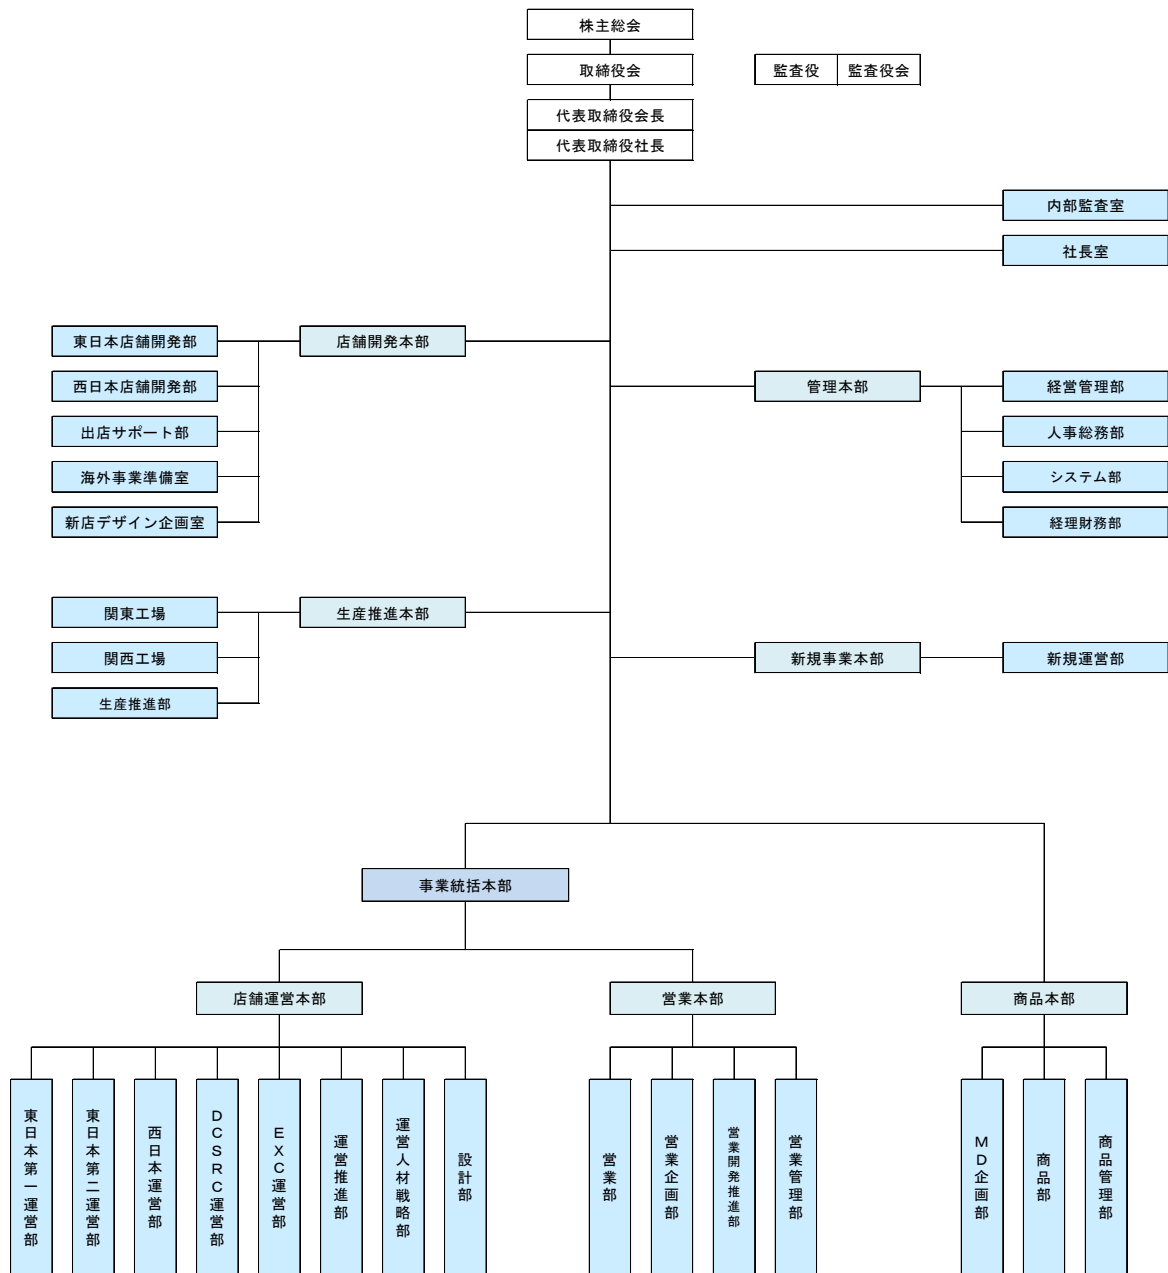 株主総会
取締役会
監査役 監査役会
代表取締役会長
代表取締役社長
内部監査室
社長室
東日本店舗開発部 店舗開発本部
西日本店舗開発部 管理本部 経営管理部
出店サポート部 人事総務部
海外事業準備室 システム部
新店デザイン企画室 経理財務部
関東工場 生産推進本部
関西工場 新規事業本部 新規運営部
生産推進部
事業統括本部
店舗運営本部 営業本部 商品本部
東日本第一運営部
東日本第二運営部
西日本運営部
DCSRC運営部
EXC運営部
運営推進部
運営人材戦略部
設計部
営業部
営業企画部
営業開発推進部
営業管理部
MD企画部
商品部
商品管理部